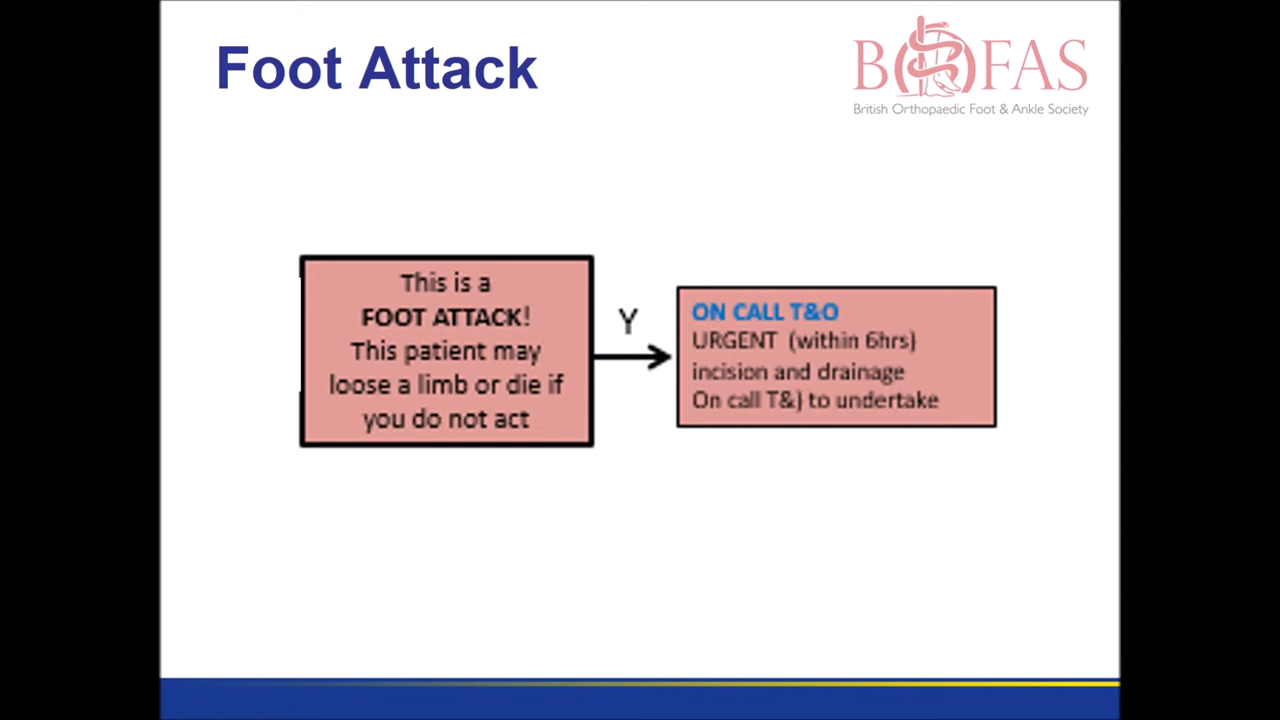 Foot Attack
BOFAS
British Orthopaedic Foot & Ankle Society
This is a
FOOT ATTACK!
This patient may
loose a limb or die if
you do not act
Y
ON CALL T&O
URGENT (within 6hrs)
incision and drainage
On call T&) to undertake